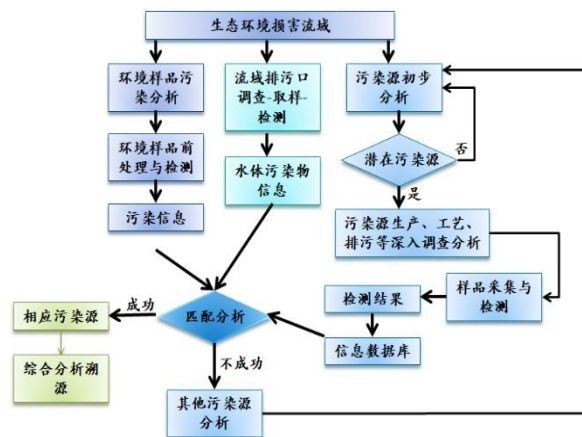 生态环境损害流域
环境样品污
染分析
流域排污口
调查-取样-
检测
污染源初步
分析
环境样品前
处理与检测
水体污染物
信息
潜在污染源
否
是
污染信息
污染源生产、工艺、
排污等深入调查分析
样品采集与
检测
检测结果
信息数据库
匹配分析
成功
相应污染源
综合分析溯
源
不成功
其他污染源
分析